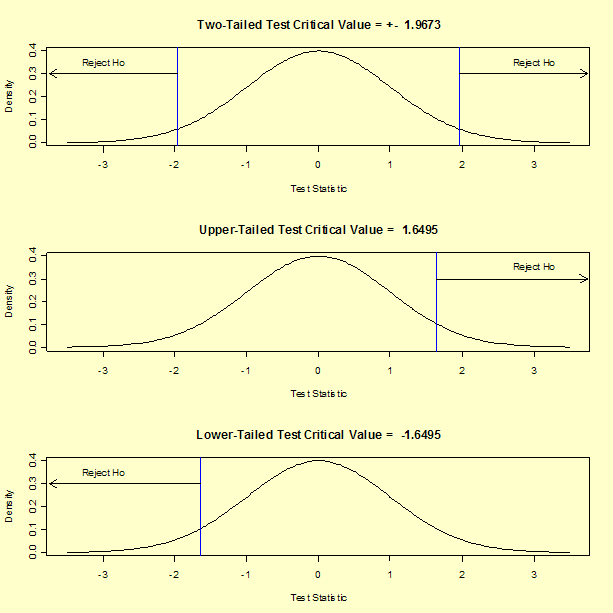 Two-Tailed Test Critical Value = +- 1.9673
Reject Ho
Reject Ho
Density
0.0 0.1 0.2 0.3 0.4
-3 -2 -1 0 1 2 3
Test Statistic
Upper-Tailed Test Critical Value = 1.6495
Reject Ho
Density
0.0 0.1 0.2 0.3 0.4
-3 -2 -1 0 1 2 3
Test Statistic
Lower-Tailed Test Critical Value = -1.6495
Reject Ho
Density
0.0 0.1 0.2 0.3 0.4
-3 -2 -1 0 1 2 3
Test Statistic